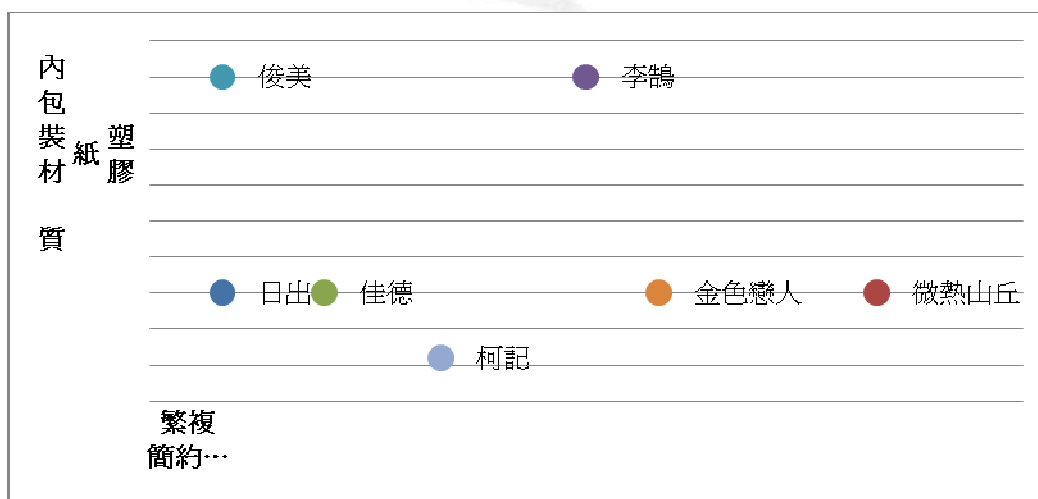 內包裝材 質
紙
塑膠
俊美
李鵠
日出
佳德
金色戀人
微熱山丘
柯記
繁複
簡約…